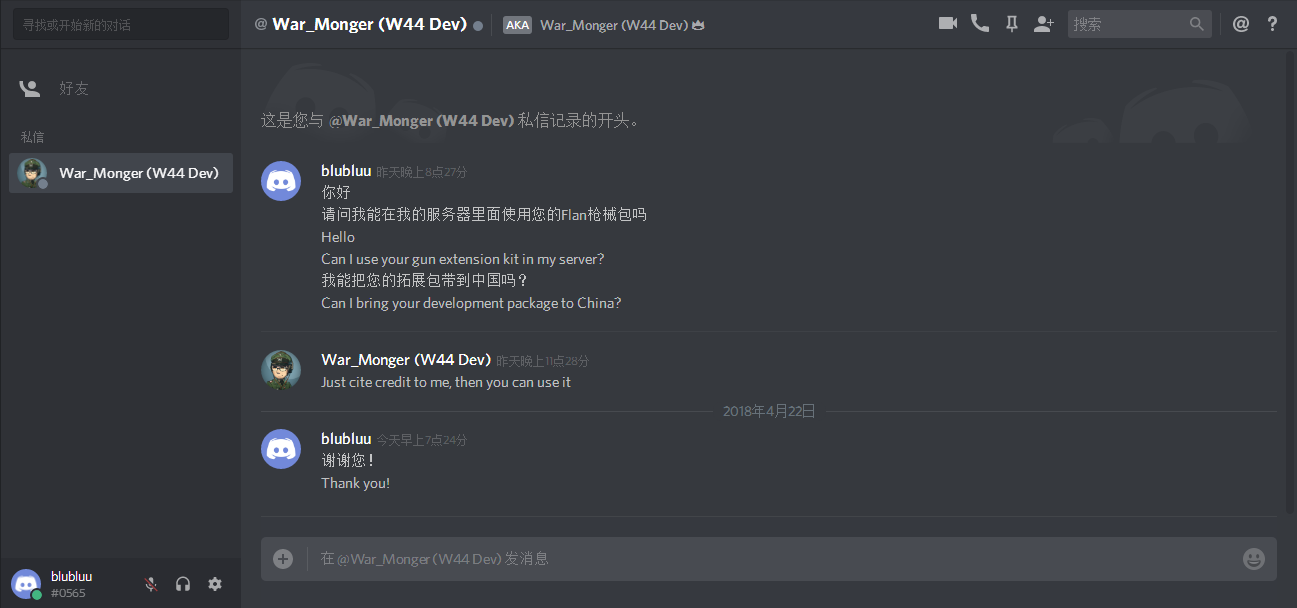 寻找或开始新的对话
@ War_Monger (W44 Dev)
AKA War_Monger (W44 Dev)
搜索
@ ?
好友
私信
War_Monger (W44 Dev)
这是您与 @War_Monger (W44 Dev) 私信记录的开头。
blubluu 昨天晚上8点27分
你好
请问我能在我的服务器里面使用您的Flan枪械包吗
Hello
Can I use your gun extension kit in my server?
我能把您的拓展包带到中国吗？
Can I bring your development package to China?
War_Monger (W44 Dev) 昨天晚上11点28分
Just cite credit to me, then you can use it
2018年4月22日
blubluu 今天早上7点24分
谢谢您！
Thank you!
在 @War_Monger (W44 Dev) 发消息
blubluu
#0565